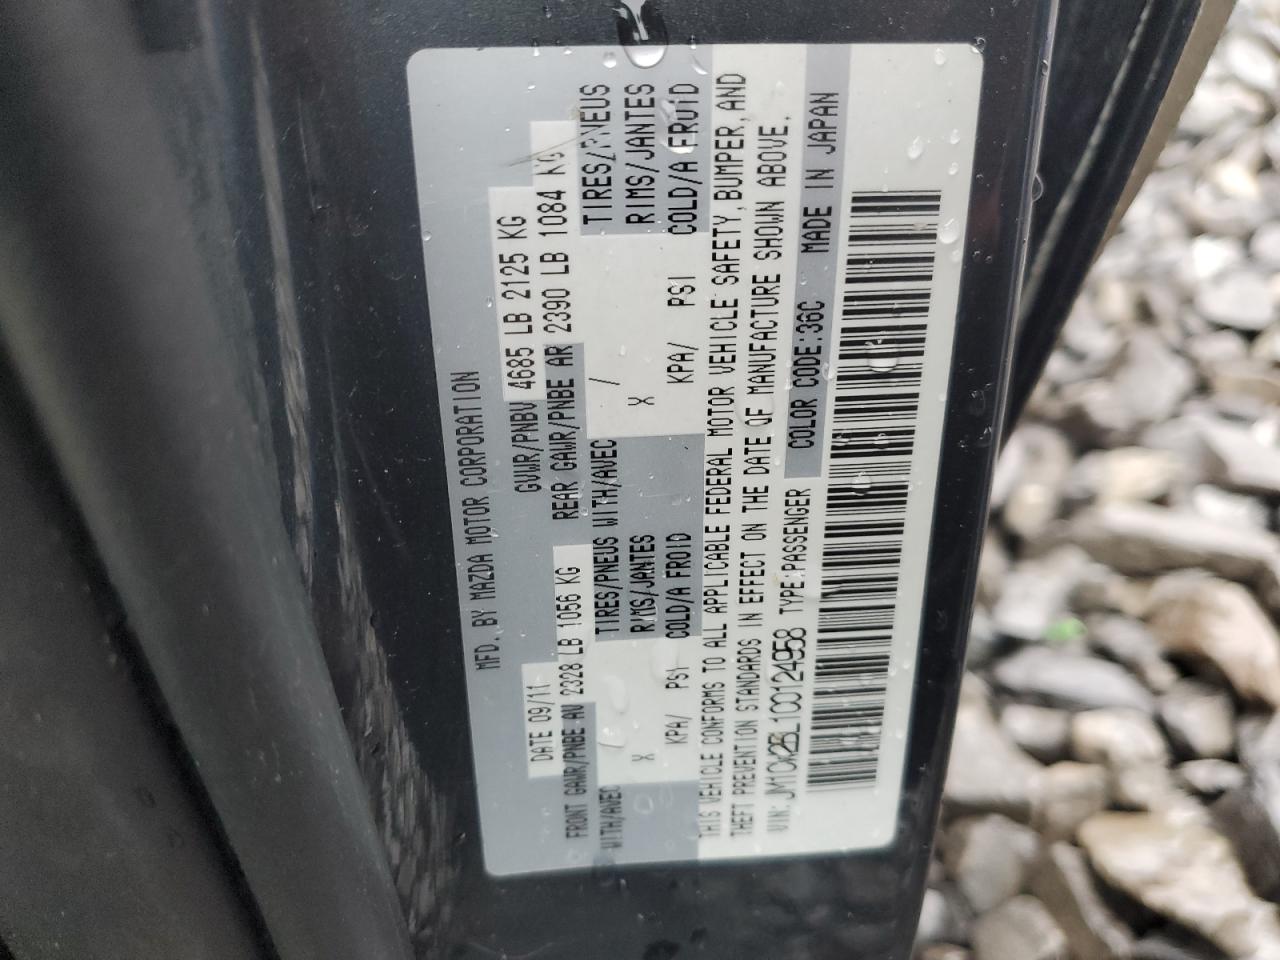 MFD. BY MAZDA MOTOR CORPORATION
DATE 09/11 GVWR/PNBV 4685 LB 2125 KG
FRONT GAWR/PNBE AV 2328 LB 1056 KG REAR GAWR/PNBE AR 2390 LB 1084 KG
WITH/AVEC TIRES/PNEUS WITH/AVEC / TIRES/PNEUS
X RIMS/JANTES X RIMS/JANTES
KPA/ PSI COLD/A FROID KPA/ PSI COLD/A FROID
THIS VEHICLE CONFORMS TO ALL APPLICABLE FEDERAL MOTOR VEHICLE SAFETY, BUMPER, AND
THEFT PREVENTION STANDARDS IN EFFECT ON THE DATE OF MANUFACTURE SHOWN ABOVE.
VIN: JM1CW2BL1C0124958 TYPE:PASSENGER COLOR CODE:36C MADE IN JAPAN